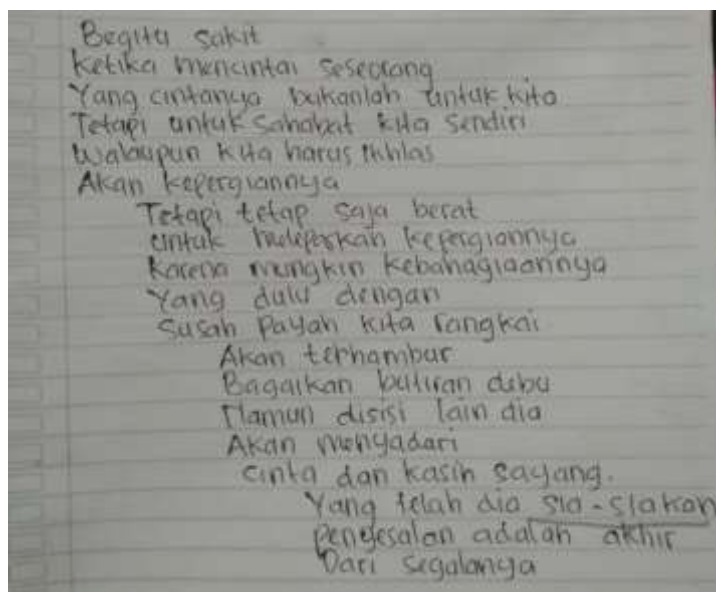 Begitu sakit
Ketika mencintai seseorang
Yang cintanya bukanlah untuk kita
Tetapi untuk sahabat kita sendiri
Walaupun kita harus ikhlas
Akan kepergiannya
Tetapi tetap saja berat
untuk melepaskan kepergiannya
Karena mungkin kebahagiaannya
Yang dulu dengan
Susah payah kita rangkai
Akan terhambur
Bagaikan butiran debu
Namun disisi lain dia
Akan menyadari
cinta dan kasih sayang.
Yang telah dia sia-siakan
penyesalan adalah akhir
Dari segalanya